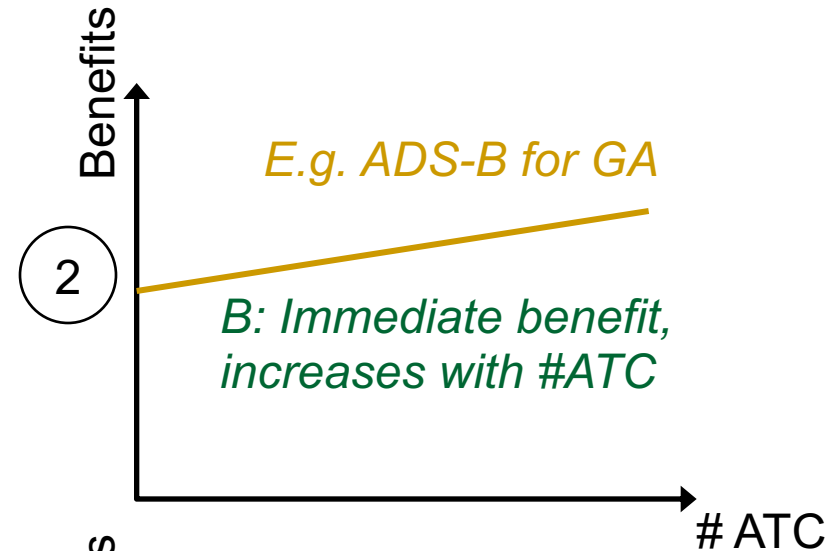 Benefits
E.g. ADS-B for GA
2
B: Immediate benefit,
increases with #ATC
# ATC
s